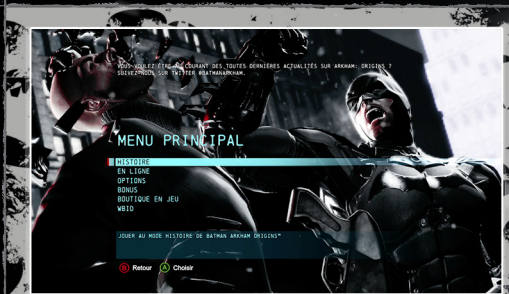 VOUS VOULEZ ÊTRE AU COURANT DES TOUTES DERNIÈRES ACTUALITÉS SUR ARKHAM: ORIGINS ?
SUIVEZ-NOUS SUR TWITTER @BATMANARKHAM.
MENU PRINCIPAL
HISTOIRE
EN LIGNE
OPTIONS
BONUS
BOUTIQUE EN JEU
WBID
JOUER AU MODE HISTOIRE DE BATMAN ARKHAM ORIGINS™
B Retour A Choisir